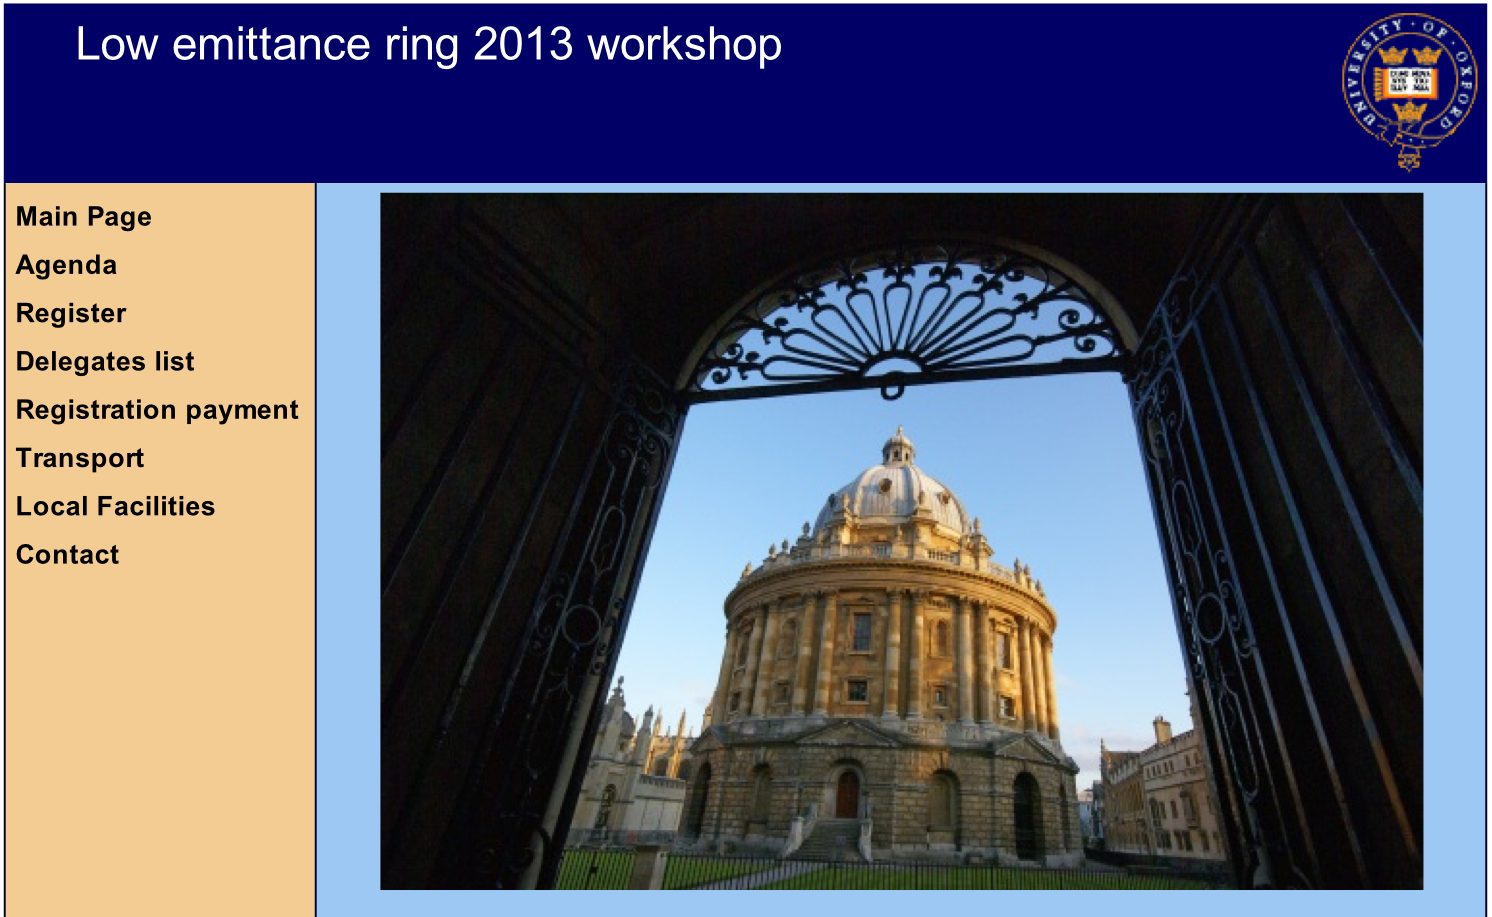 Low emittance ring 2013 workshop
UNIVERSITY · OF · OXFORD
Main Page
Agenda
Register
Delegates list
Registration payment
Transport
Local Facilities
Contact